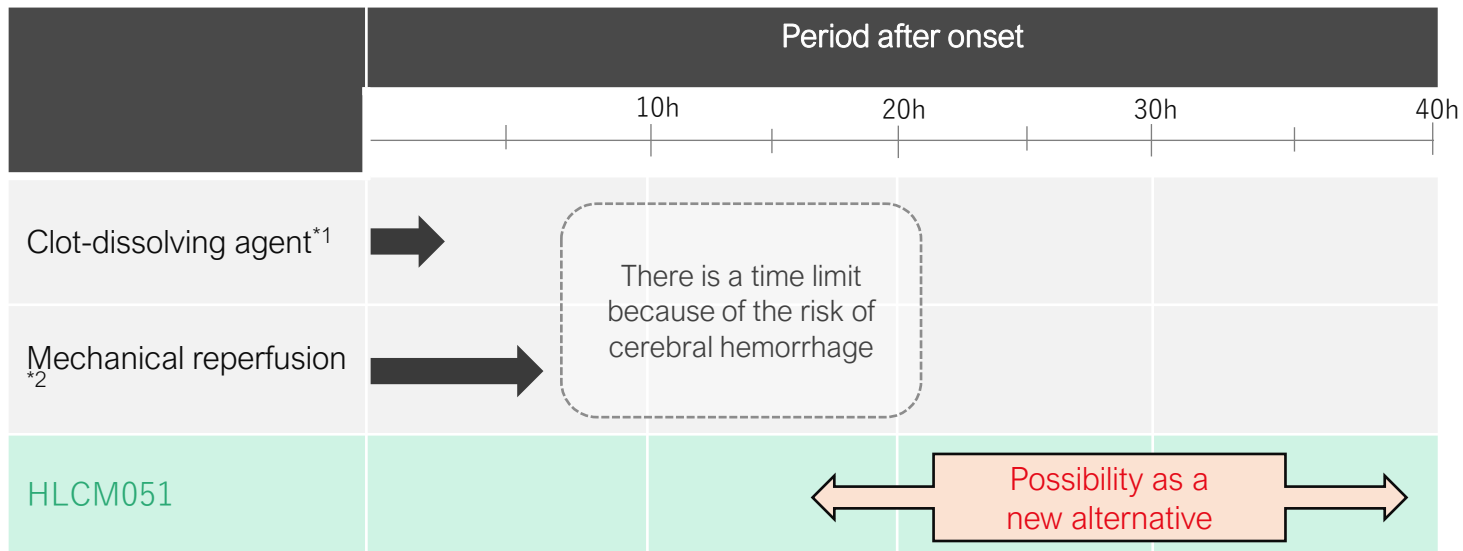 Period after onset
10h
20h
30h
40h
Clot-dissolving agent*1
There is a time limit
because of the risk of
cerebral hemorrhage
Mechanical reperfusion
*2
HLCM051
Possibility as a
new alternative